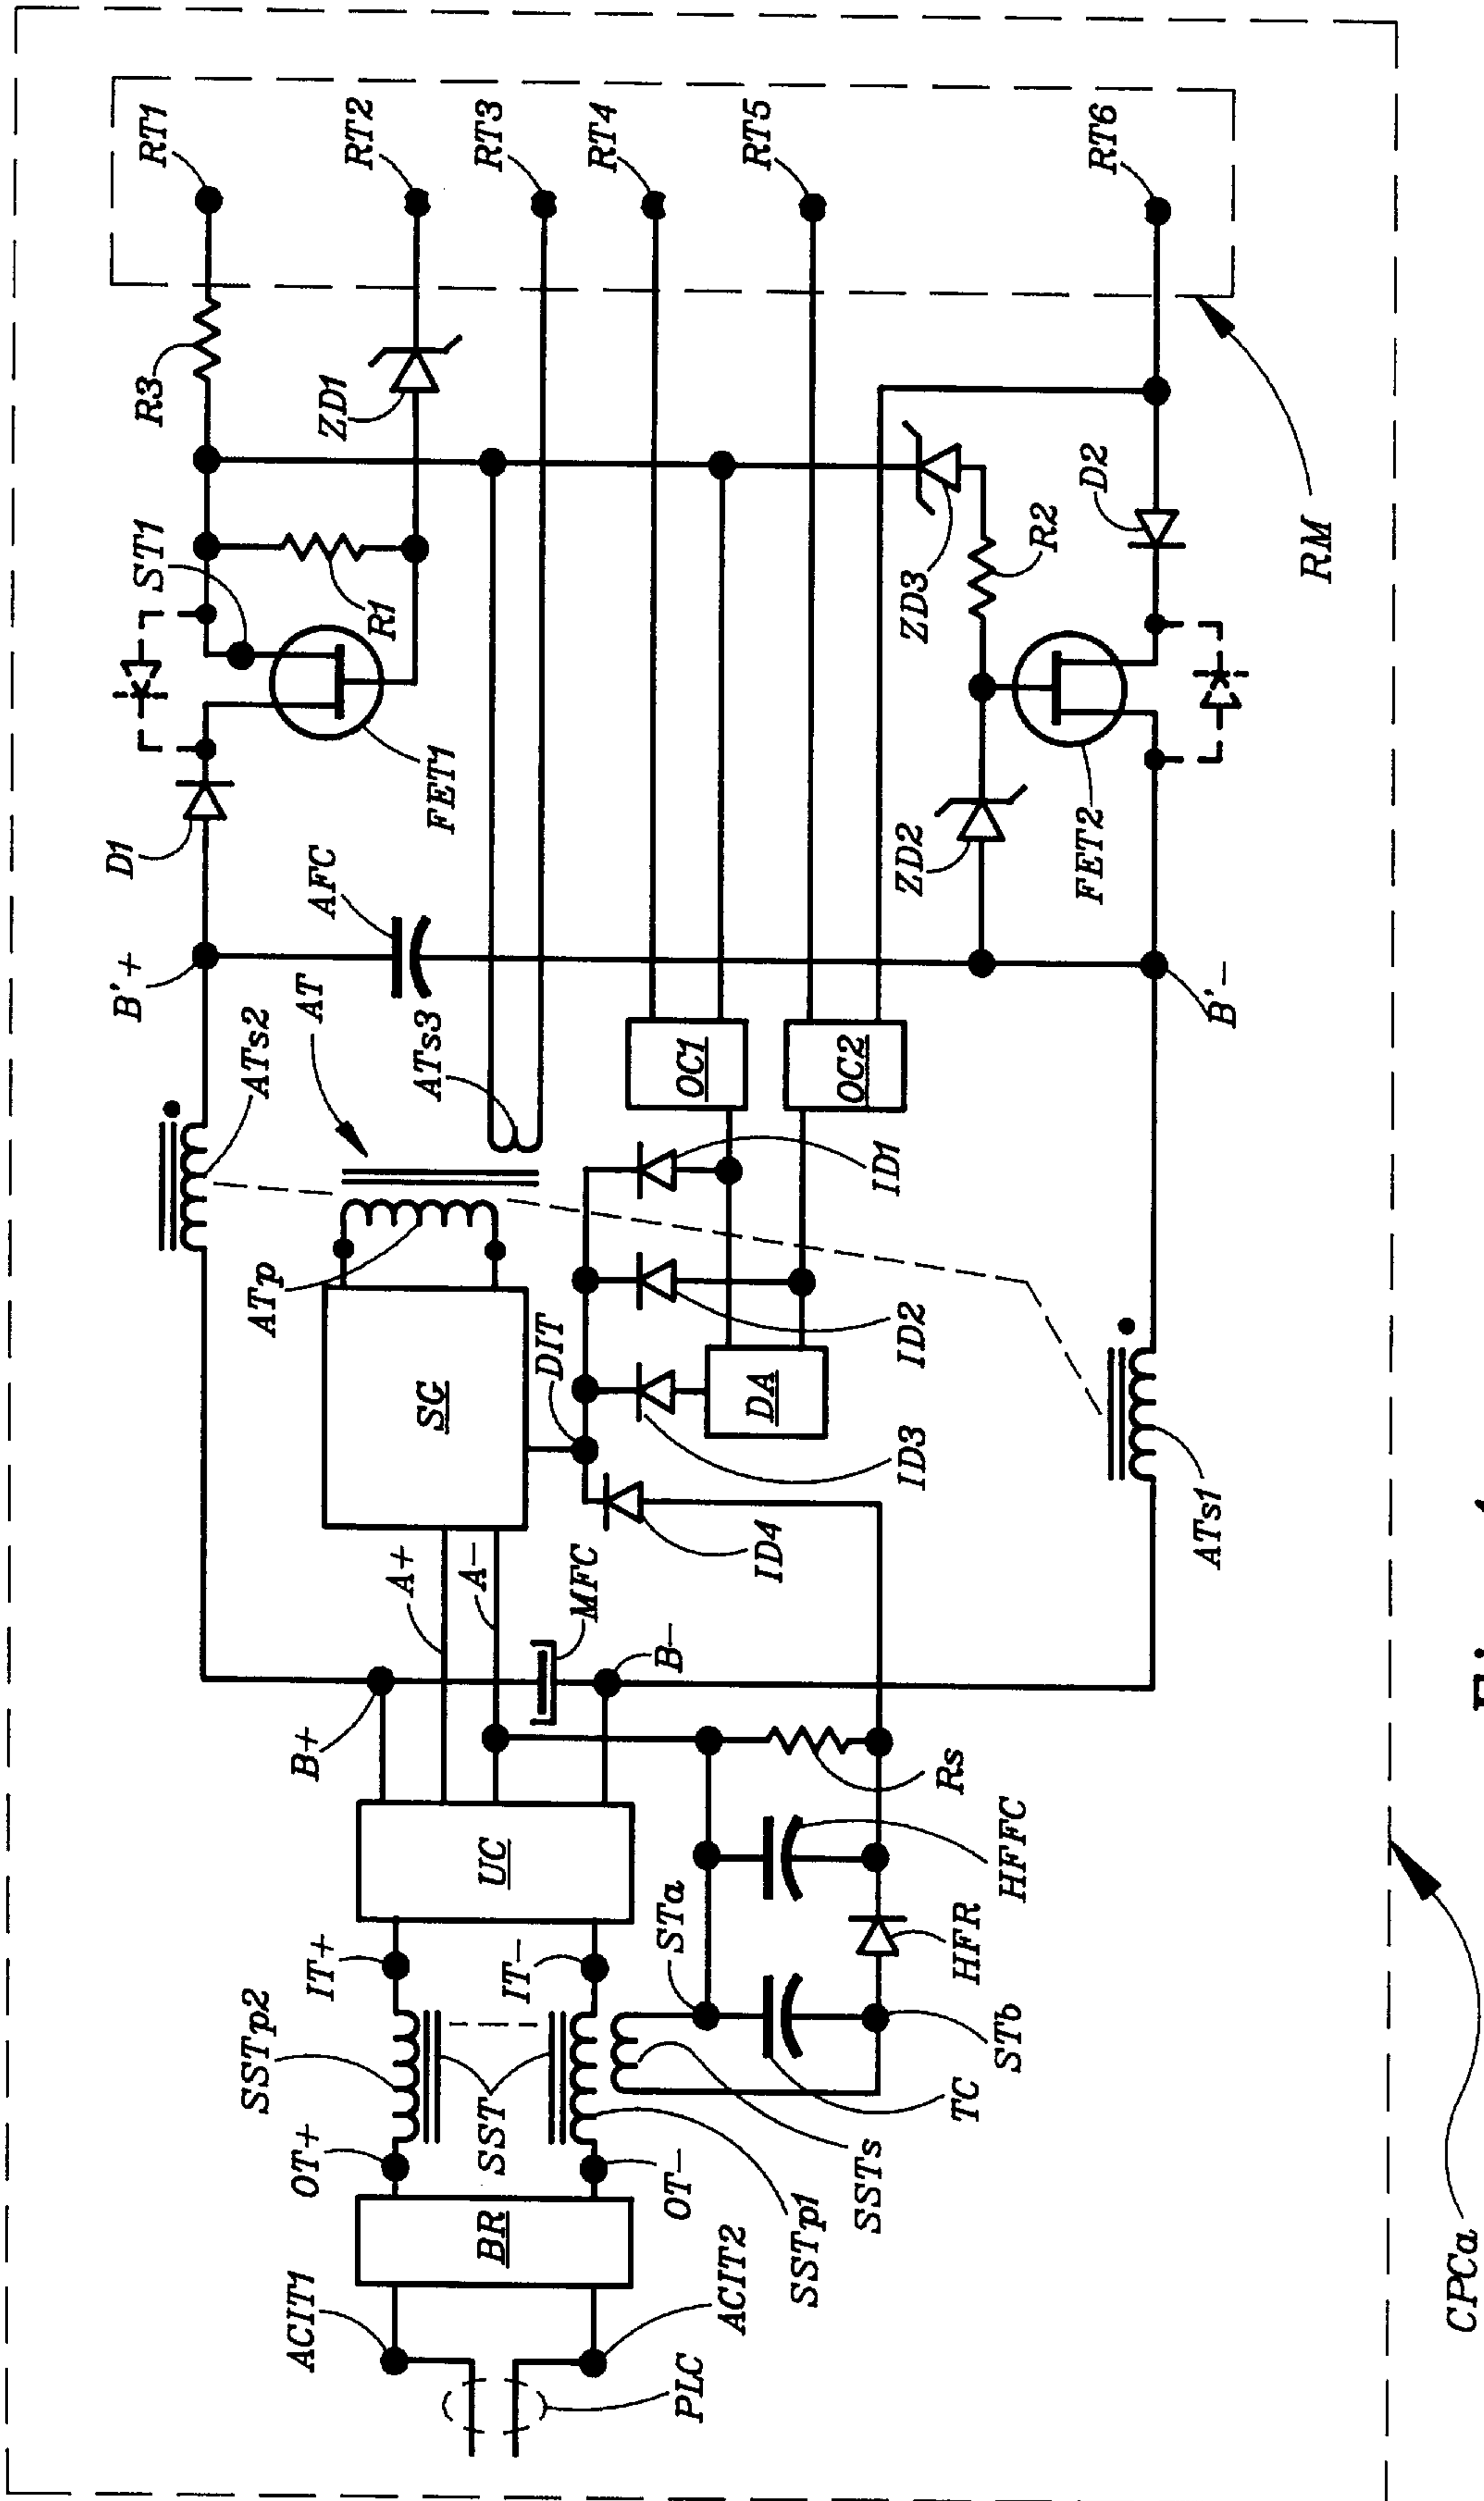 RT1
RT2
RT3
RT4
RT5
RT6
R3
ZD1
ST1
R1
D2
R2
ZD3
RM
FET1
D1
AFC
ZD2
FET2
B'+
AT
ATs2
ATs3
OC1
OC2
B'-
ID1
ATp
SG
DIT
ID2
DA
ID3
ATs1
A+
A-
MFC
ID4
B-
B+
Rs
UC
HFFC
STa
IT+
IT-
HFR
SSTp2
STb
SST
TC
OT+
OT-
SSTs
BR
SSTp1
ACIT1
ACIT2
PLC
CPCa